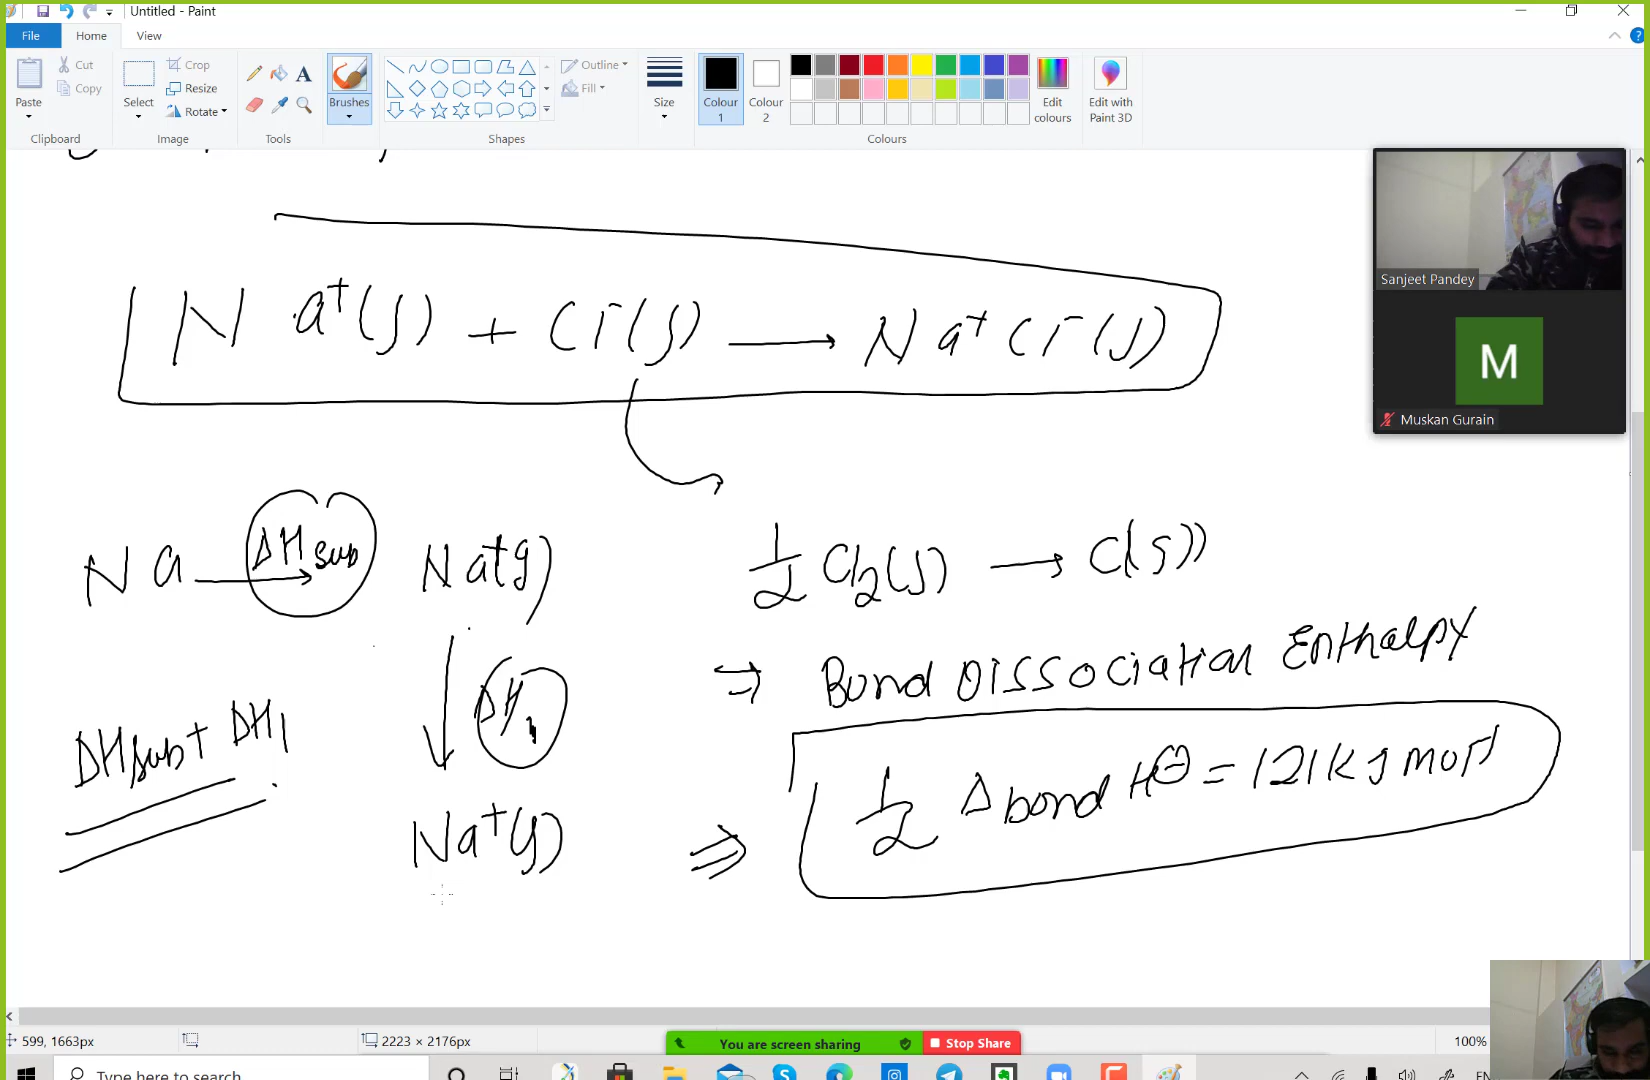 Untitled - Paint
File Home View
Paste
Cut
Copy
Clipboard
Select
Crop
Resize
Rotate
Image
Tools
Brushes
Shapes
Outline
Fill
Size
Colour 1
Colour 2
Colours
Edit colours
Edit with Paint 3D
Sanjeet Pandey
M
Muskan Gurain
Na⁺(g) + Cl⁻(g) → Na⁺Cl⁻(s)
Na → ΔHsub Na(g)
½ Cl₂(g) → Cl(g)
⇒ Bond Dissociation Enthalpy
ΔH₁
ΔHsub + ΔH₁
½ Δbond H⊖ = 121 kJ mol⁻¹
Na⁺(g)
599, 1663px
2223 × 2176px
You are screen sharing
Stop Share
100%
Type here to search